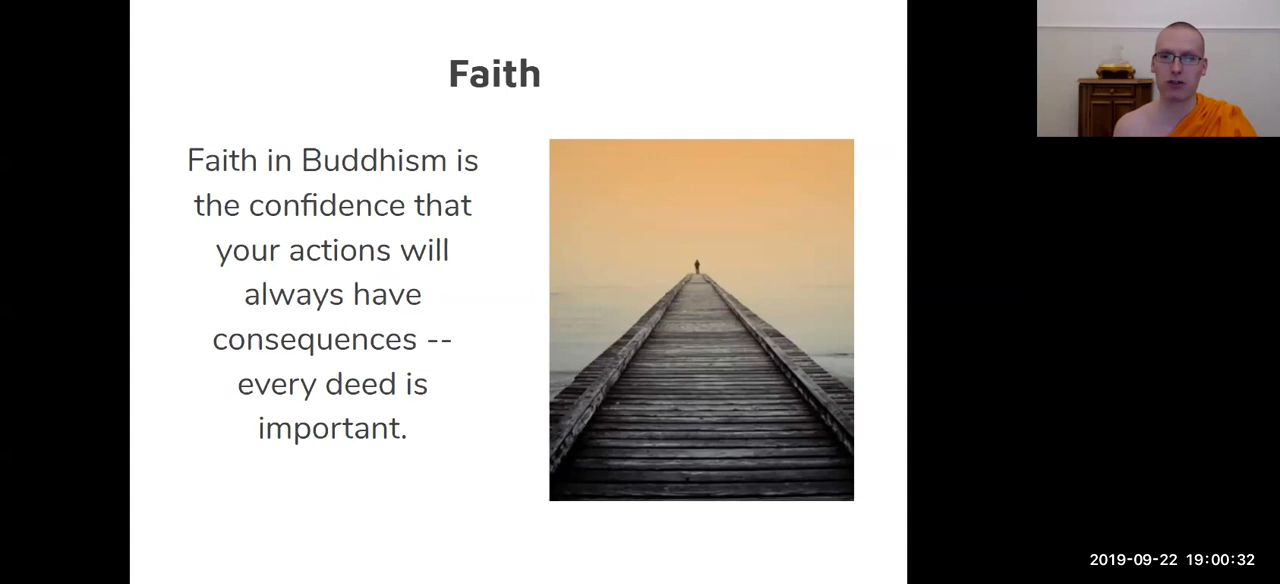 Faith
Faith in Buddhism is
the confidence that
your actions will
always have
consequences --
every deed is
important.
2019-09-22 19:00:32